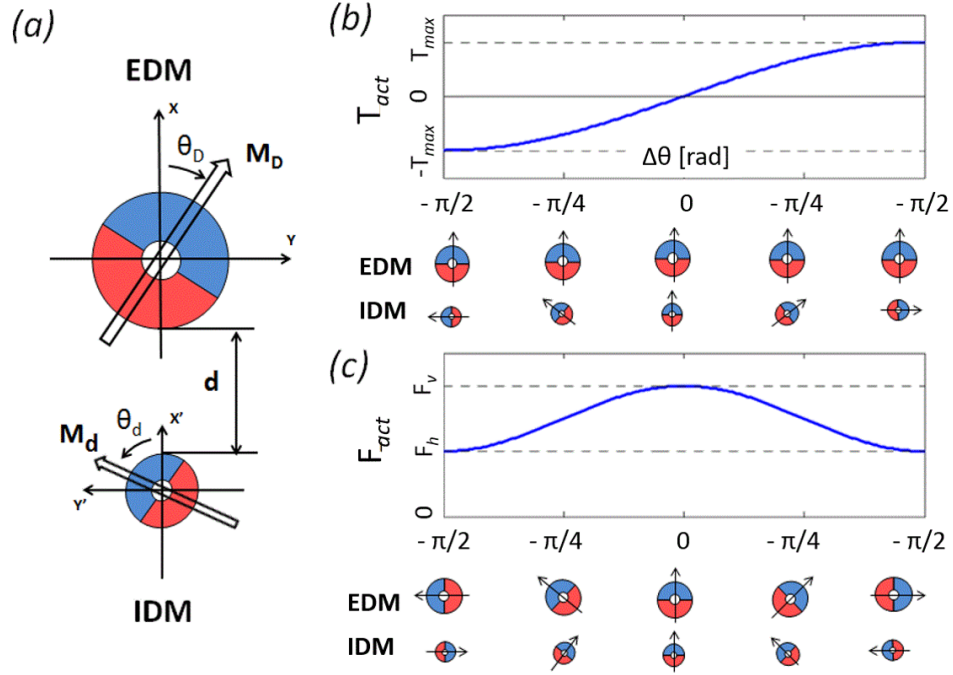 (a)
EDM
X
θD
MD
Y
d
Md
θd
X'
Y'
IDM
(b)
Tact
Tmax
0
-Tmax
Δθ [rad]
- π/2 - π/4 0 - π/4 - π/2
EDM
IDM
(c)
Fact
Fv
Fh
0
- π/2 - π/4 0 - π/4 - π/2
EDM
IDM